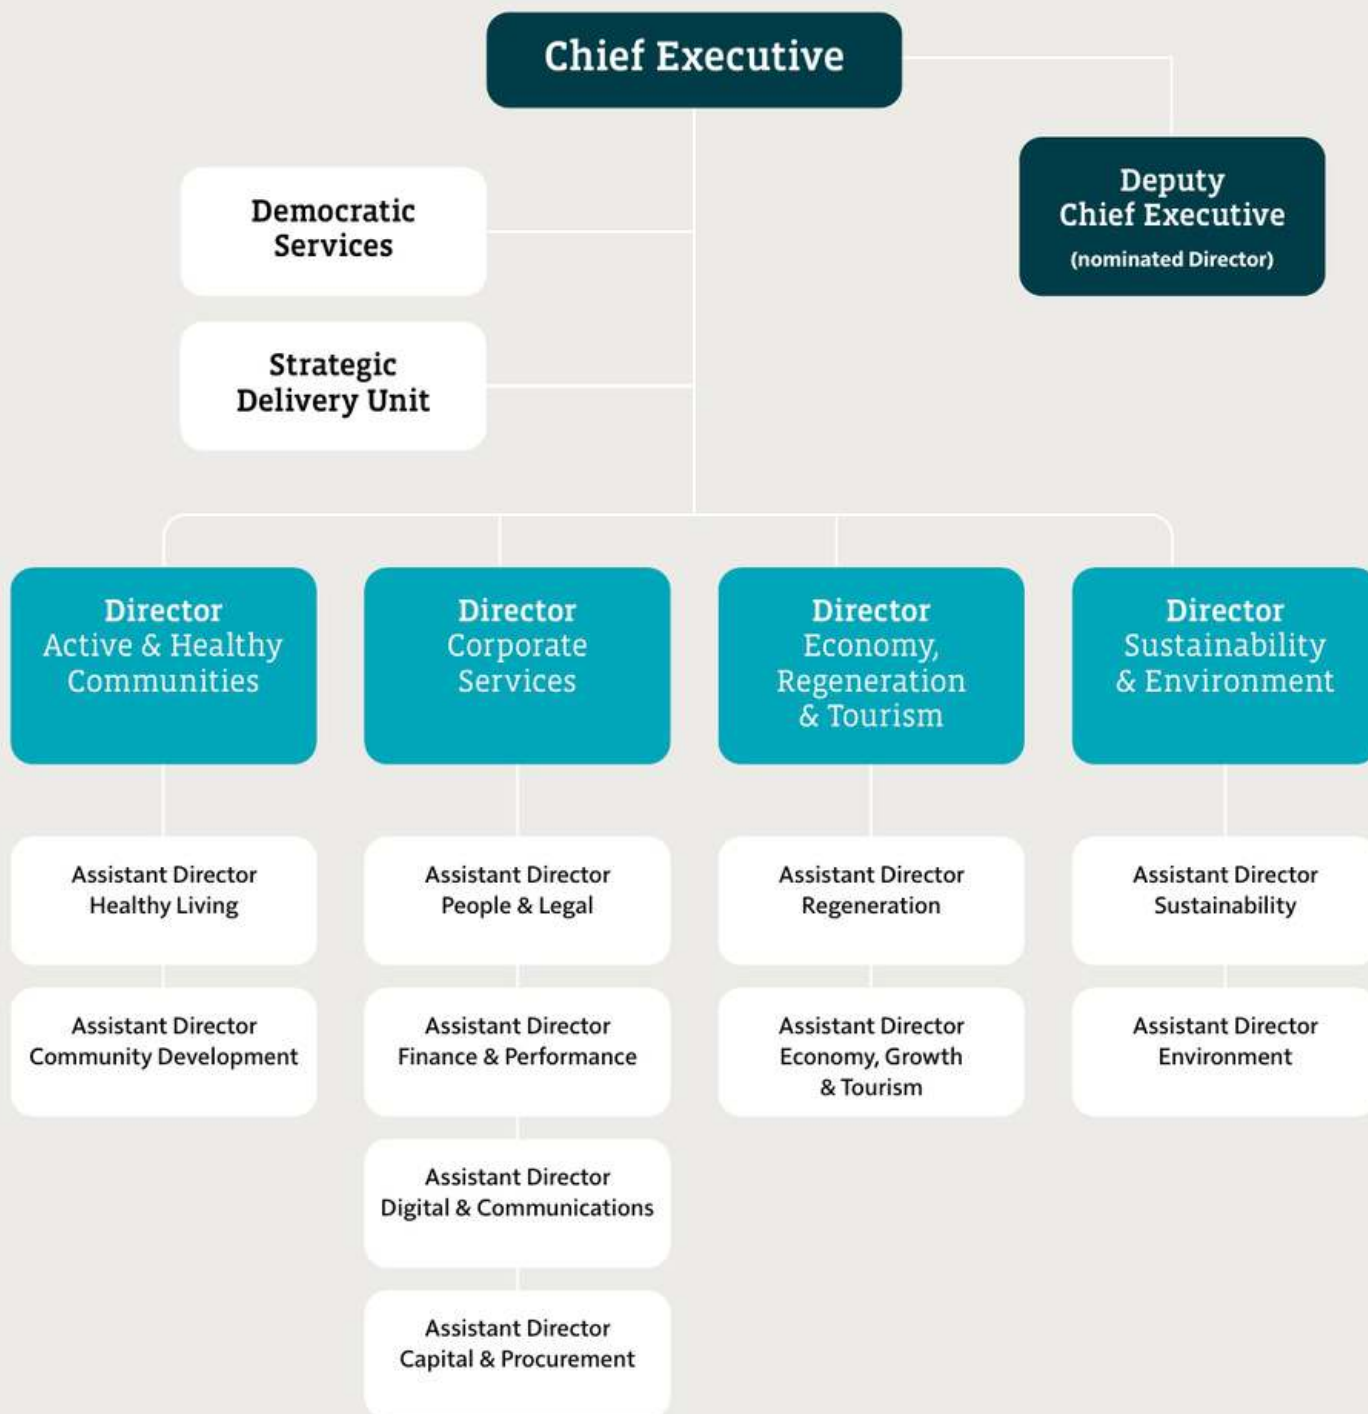 Chief Executive
Deputy
Chief Executive
(nominated Director)
Democratic
Services
Strategic
Delivery Unit
Director
Active & Healthy
Communities
Director
Corporate
Services
Director
Economy,
Regeneration
& Tourism
Director
Sustainability
& Environment
Assistant Director
Healthy Living
Assistant Director
Community Development
Assistant Director
People & Legal
Assistant Director
Finance & Performance
Assistant Director
Digital & Communications
Assistant Director
Capital & Procurement
Assistant Director
Regeneration
Assistant Director
Economy, Growth
& Tourism
Assistant Director
Sustainability
Assistant Director
Environment